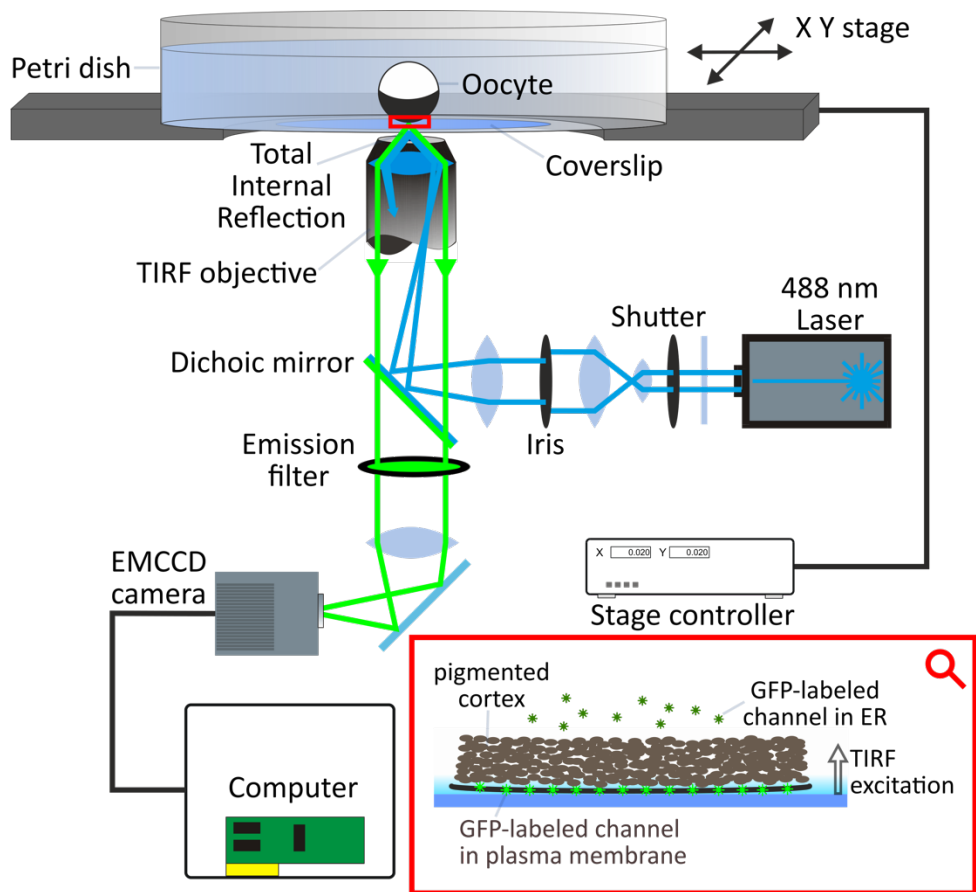 X Y stage
Petri dish
Oocyte
Total
Internal
Reflection
Coverslip
TIRF objective
488 nm
Laser
Shutter
Dichoic mirror
Iris
Emission
filter
EMCCD
camera
X 0.020 Y 0.020
Stage controller
pigmented
cortex
GFP-labeled
channel in ER
TIRF
excitation
Computer
GFP-labeled channel
in plasma membrane